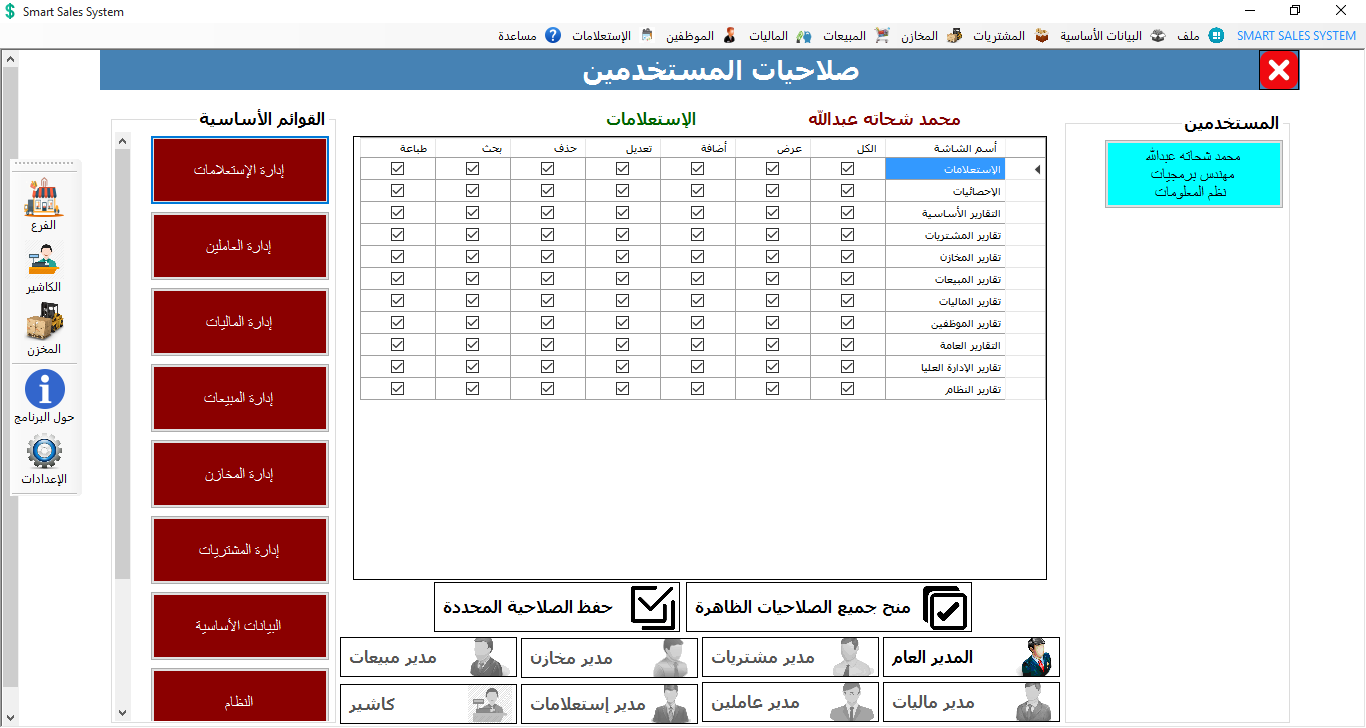 Smart Sales System
SMART SALES SYSTEM
ملف
البيانات الأساسية
المشتريات
المخازن
المبيعات
الماليات
الموظفين
الإستعلامات
مساعدة
صلاحيات المستخدمين
المستخدمين
محمد شحاته عبدالله
مهندس برمجيات
نظم المعلومات
محمد شحاته عبدالله
الإستعلامات
أسم الشاشة الكل عرض أضافة تعديل حذف بحث طباعة
الإستعلامات
الاحصائيات
التقارير الأساسية
تقارير المشتريات
تقارير المخازن
تقارير المبيعات
تقارير الماليات
تقارير الموظفين
التقارير العامة
تقارير الادارة العليا
تقارير النظام
منح جميع الصلاحيات الظاهرة
حفظ الصلاحية المحددة
المدير العام
مدير مشتريات
مدير مخازن
مدير مبيعات
مدير ماليات
مدير عاملين
مدير إستعلامات
كاشير
القوائم الأساسية
إدارة الإستعلامات
إدارة العاملين
إدارة الماليات
إدارة المبيعات
إدارة المخازن
إدارة المشتريات
البيانات الأساسية
النظام
الفرع
الكاشير
المخزن
حول البرنامج
الإعدادات